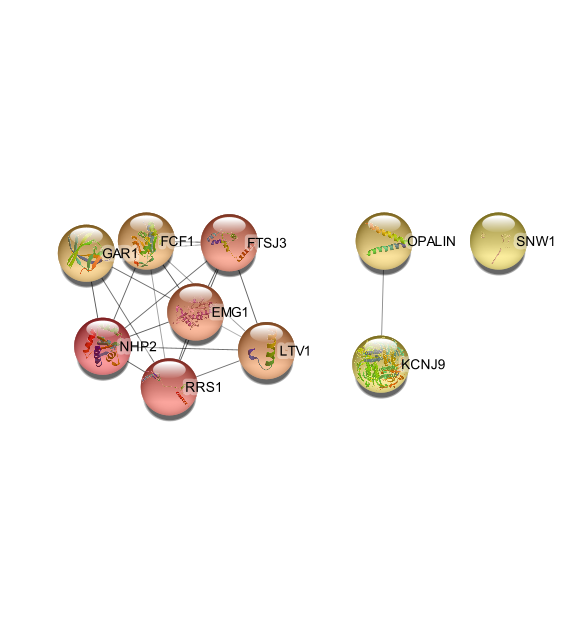 GAR1
FCF1
FTSJ3
OPALIN
SNW1
EMG1
NHP2
LTV1
KCNJ9
RRS1